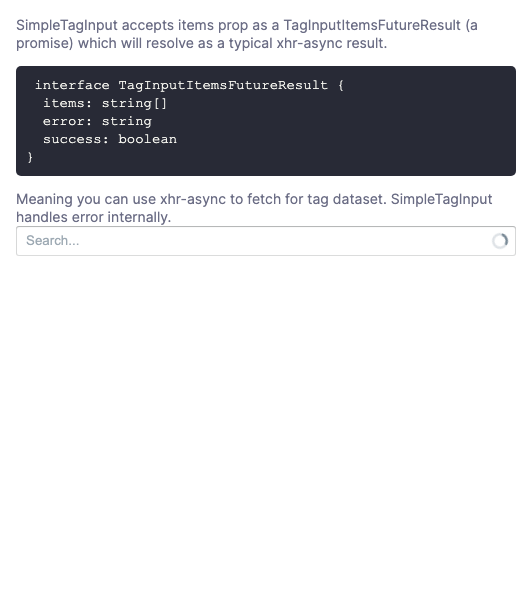 SimpleTagInput accepts items prop as a TagInputItemsFutureResult (a
promise) which will resolve as a typical xhr-async result.
interface TagInputItemsFutureResult {
items: string[]
error: string
success: boolean
}
Meaning you can use xhr-async to fetch for tag dataset. SimpleTagInput
handles error internally.
Search...